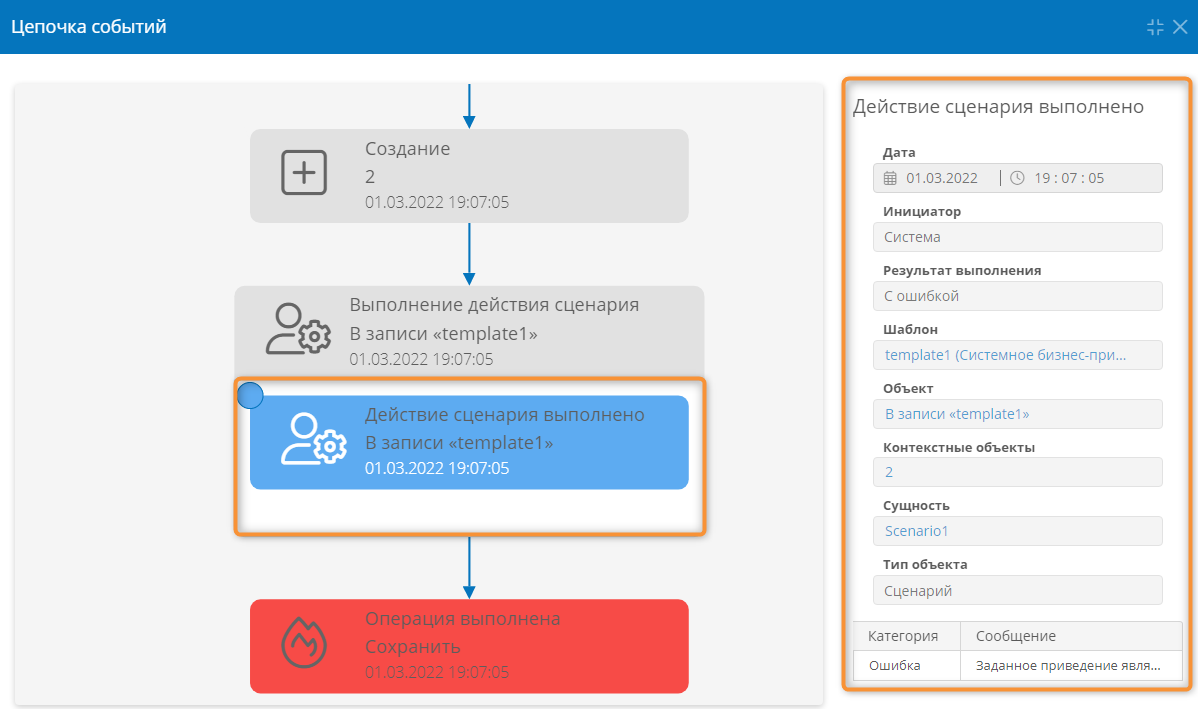 Цепочка событий
Создание
2
01.03.2022 19:07:05
Выполнение действия сценария
В записи «template1»
01.03.2022 19:07:05
Действие сценария выполнено
В записи «template1»
01.03.2022 19:07:05
Операция выполнена
Сохранить
01.03.2022 19:07:05
Действие сценария выполнено
Дата
01.03.2022 | 19 : 07 : 05
Инициатор
Система
Результат выполнения
С ошибкой
Шаблон
template1 (Системное бизнес-при...
Объект
В записи «template1»
Контекстные объекты
2
Сущность
Scenario1
Тип объекта
Сценарий
Категория Сообщение
Ошибка Заданное приведение явля...